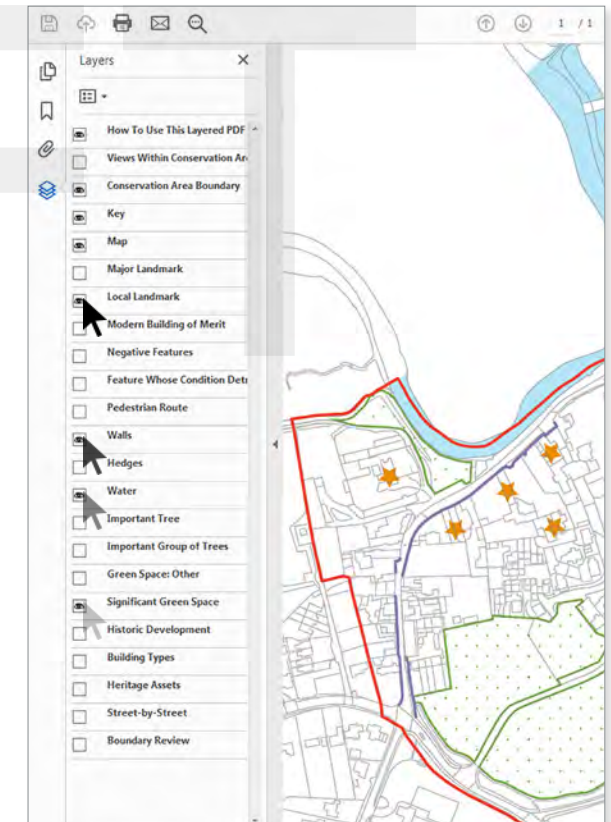 1 / 1
Layers
How To Use This Layered PDF
Views Within Conservation Are
Conservation Area Boundary
Key
Map
Major Landmark
Local Landmark
Modern Building of Merit
Negative Features
Feature Whose Condition Detr
Pedestrian Route
Walls
Hedges
Water
Important Tree
Important Group of Trees
Green Space: Other
Significant Green Space
Historic Development
Building Types
Heritage Assets
Street-by-Street
Boundary Review